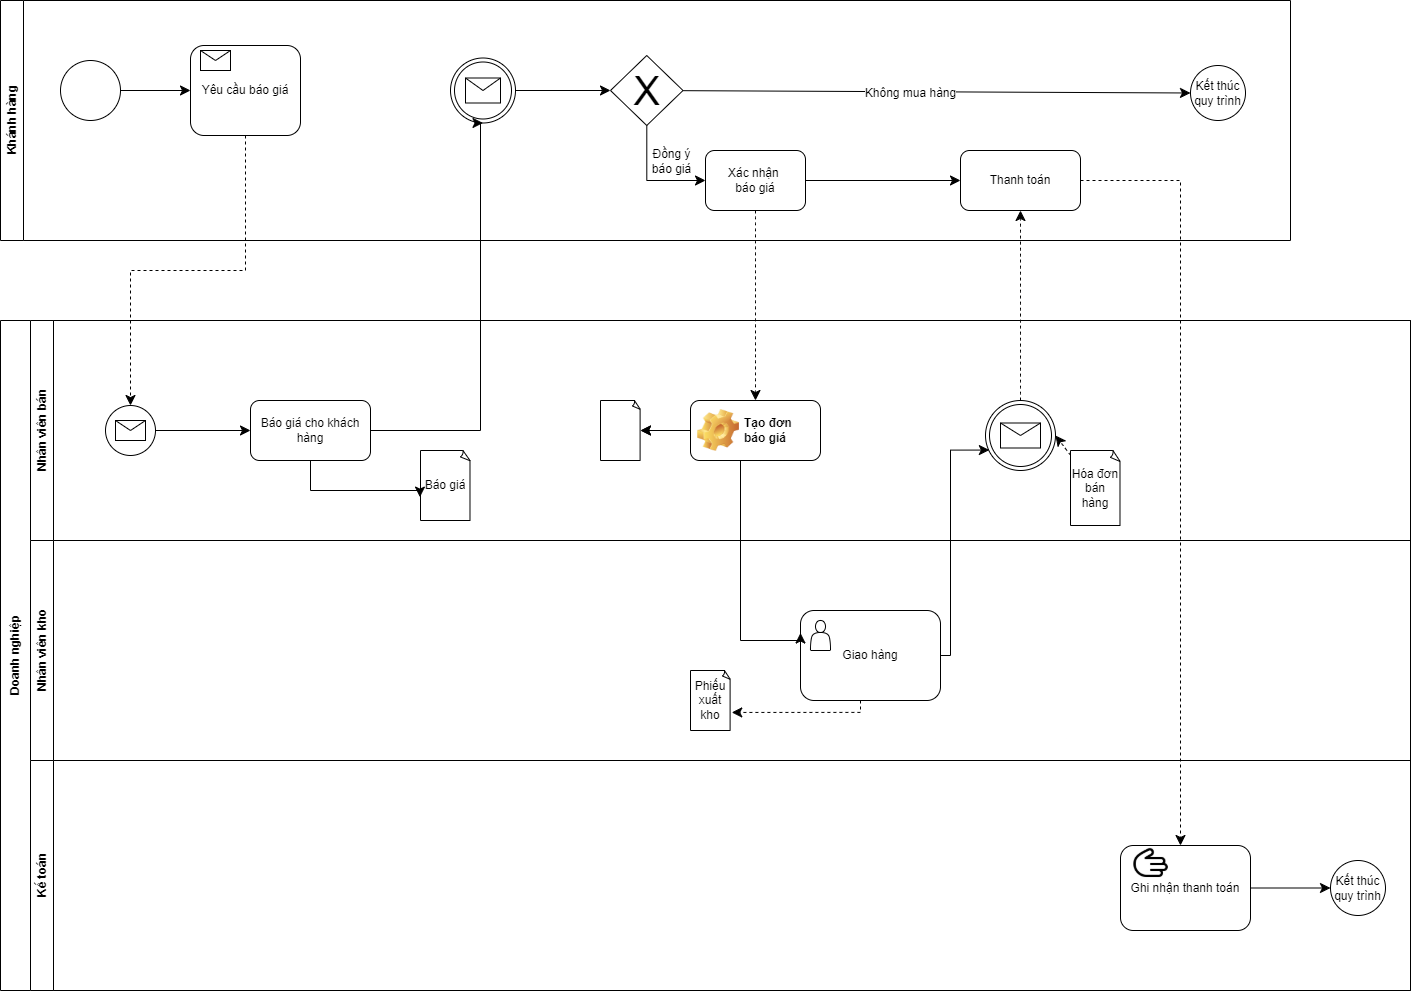 Khánh hàng
Yêu cầu báo giá
X
Không mua hàng
Kết thúc
quy trình
Đồng ý
báo giá
Xác nhận
báo giá
Thanh toán
Doanh nghiệp
Nhân viên bán
Báo giá cho khách
hàng
Báo giá
Tạo đơn
báo giá
Hòa đơn
bán
hàng
Nhân viên kho
Giao hàng
Phiếu
xuất
kho
Kế toán
Ghi nhận thanh toán
Kết thúc
quy trình